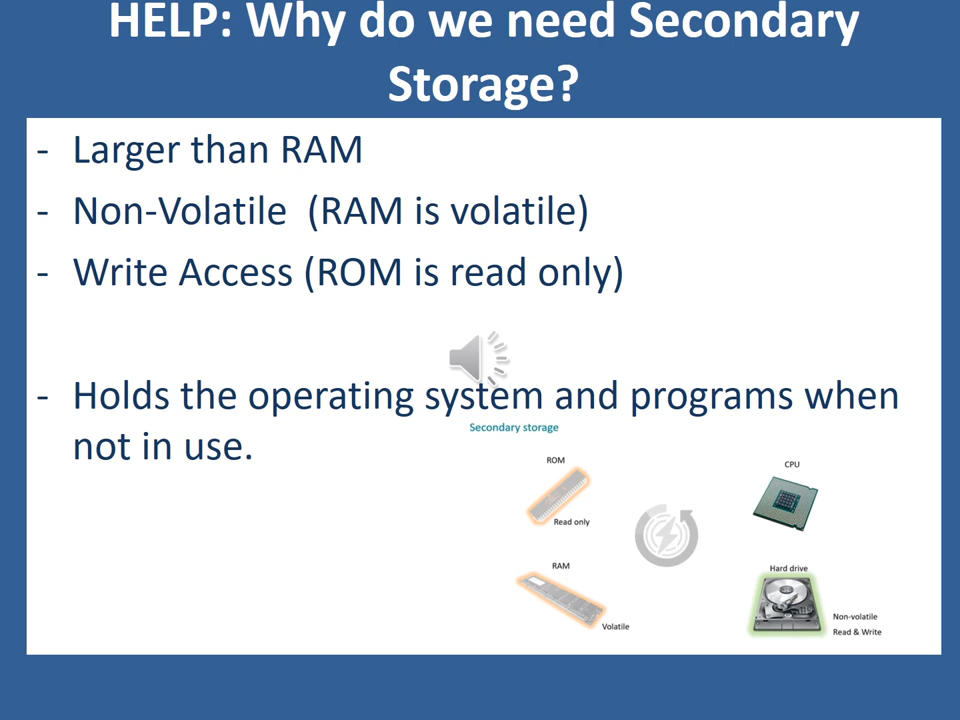 HELP: Why do we need Secondary
Storage?
- Larger than RAM
- Non-Volatile (RAM is volatile)
- Write Access (ROM is read only)
- Holds the operating system and programs when
not in use.
Secondary storage
ROM
Read only
CPU
RAM
Volatile
Hard drive
Non-volatile
Read & Write